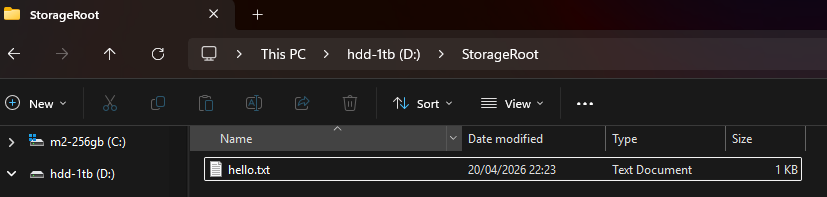 StorageRoot
This PC hdd-1tb (D:) StorageRoot
New Sort View
Name Date modified Type Size
m2-256gb (C:)
hello.txt 20/04/2026 22:23 Text Document 1 KB
hdd-1tb (D:)